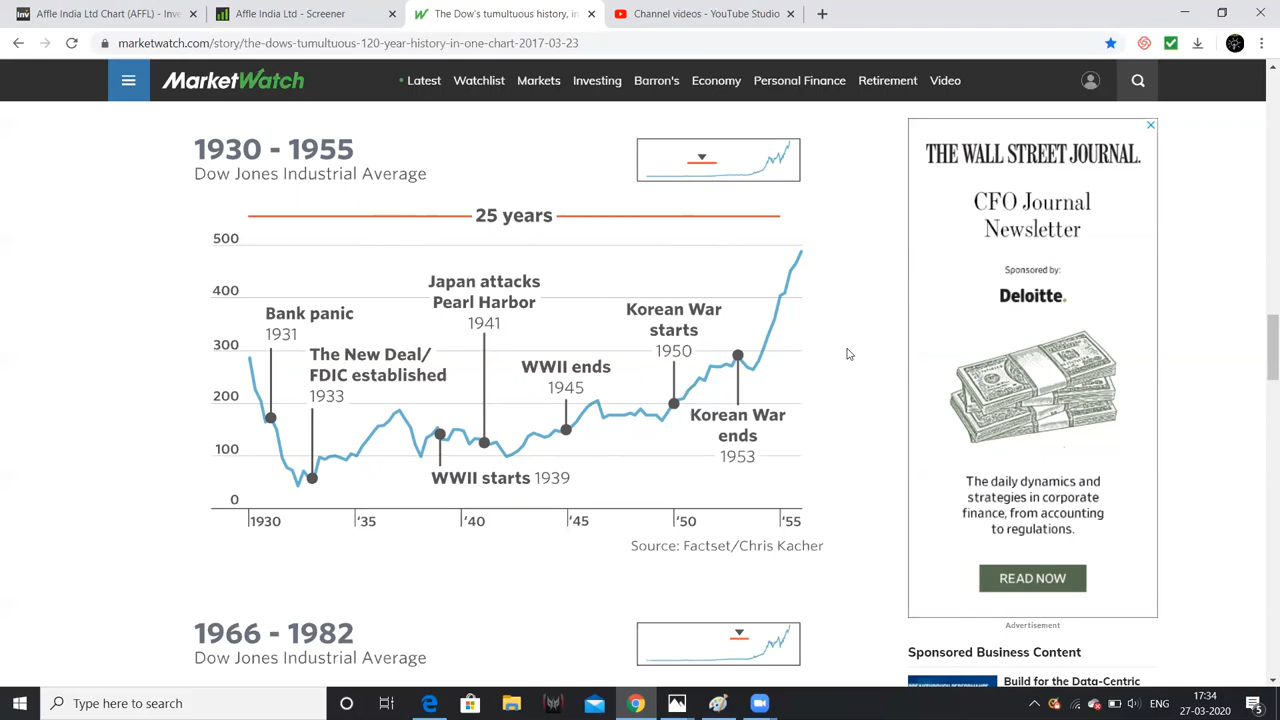 Affle India Ltd Chart (AFFL) - Inve
Affle India Ltd - Screener
The Dow's tumultuous history, in
Channel videos - YouTube Studio
marketwatch.com/story/the-dows-tumultuous-120-year-history-in-one-chart-2017-03-23
MarketWatch
Latest Watchlist Markets Investing Barron's Economy Personal Finance Retirement Video
1930 - 1955
Dow Jones Industrial Average
25 years
500
400
300
200
100
0
Bank panic
1931
The New Deal/
FDIC established
1933
Japan attacks
Pearl Harbor
1941
WWII starts 1939
WWII ends
1945
Korean War
starts
1950
Korean War
ends
1953
1930 '35 '40 '45 '50 '55
Source: Factset/Chris Kacher
1966 - 1982
Dow Jones Industrial Average
THE WALL STREET JOURNAL.
CFO Journal
Newsletter
Sponsored by:
Deloitte.
The daily dynamics and
strategies in corporate
finance, from accounting
to regulations.
READ NOW
Advertisement
Sponsored Business Content
Build for the Data-Centric
Type here to search
ENG
17:34
27-03-2020
5